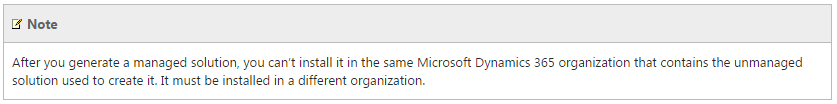 Note
After you generate a managed solution, you can't install it in the same Microsoft Dynamics 365 organization that contains the unmanaged
solution used to create it. It must be installed in a different organization.